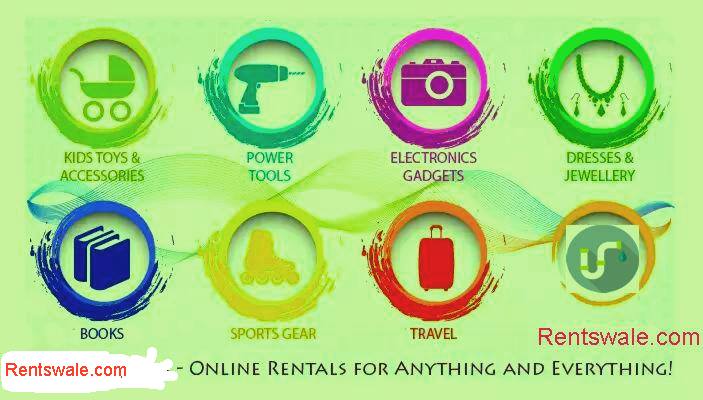 KIDS TOYS &
ACCESSORIES
POWER
TOOLS
ELECTRONICS
GADGETS
DRESSES &
JEWELLERY
BOOKS
SPORTS GEAR
TRAVEL
Rentswale.com
Rentswale.com - ONLINE RENTALS FOR ANYTHING AND EVERYTHING!